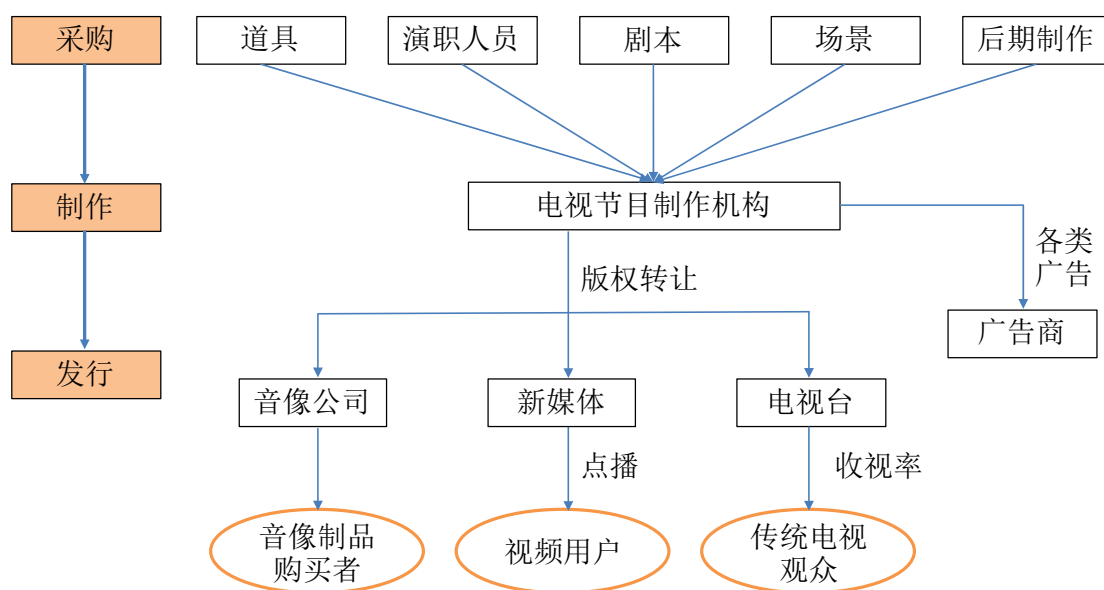 采购
道具
演职人员
剧本
场景
后期制作
制作
电视节目制作机构
各类
广告
版权转让
广告商
发行
音像公司
新媒体
电视台
点播
收视率
音像制品
购买者
视频用户
传统电视
观众